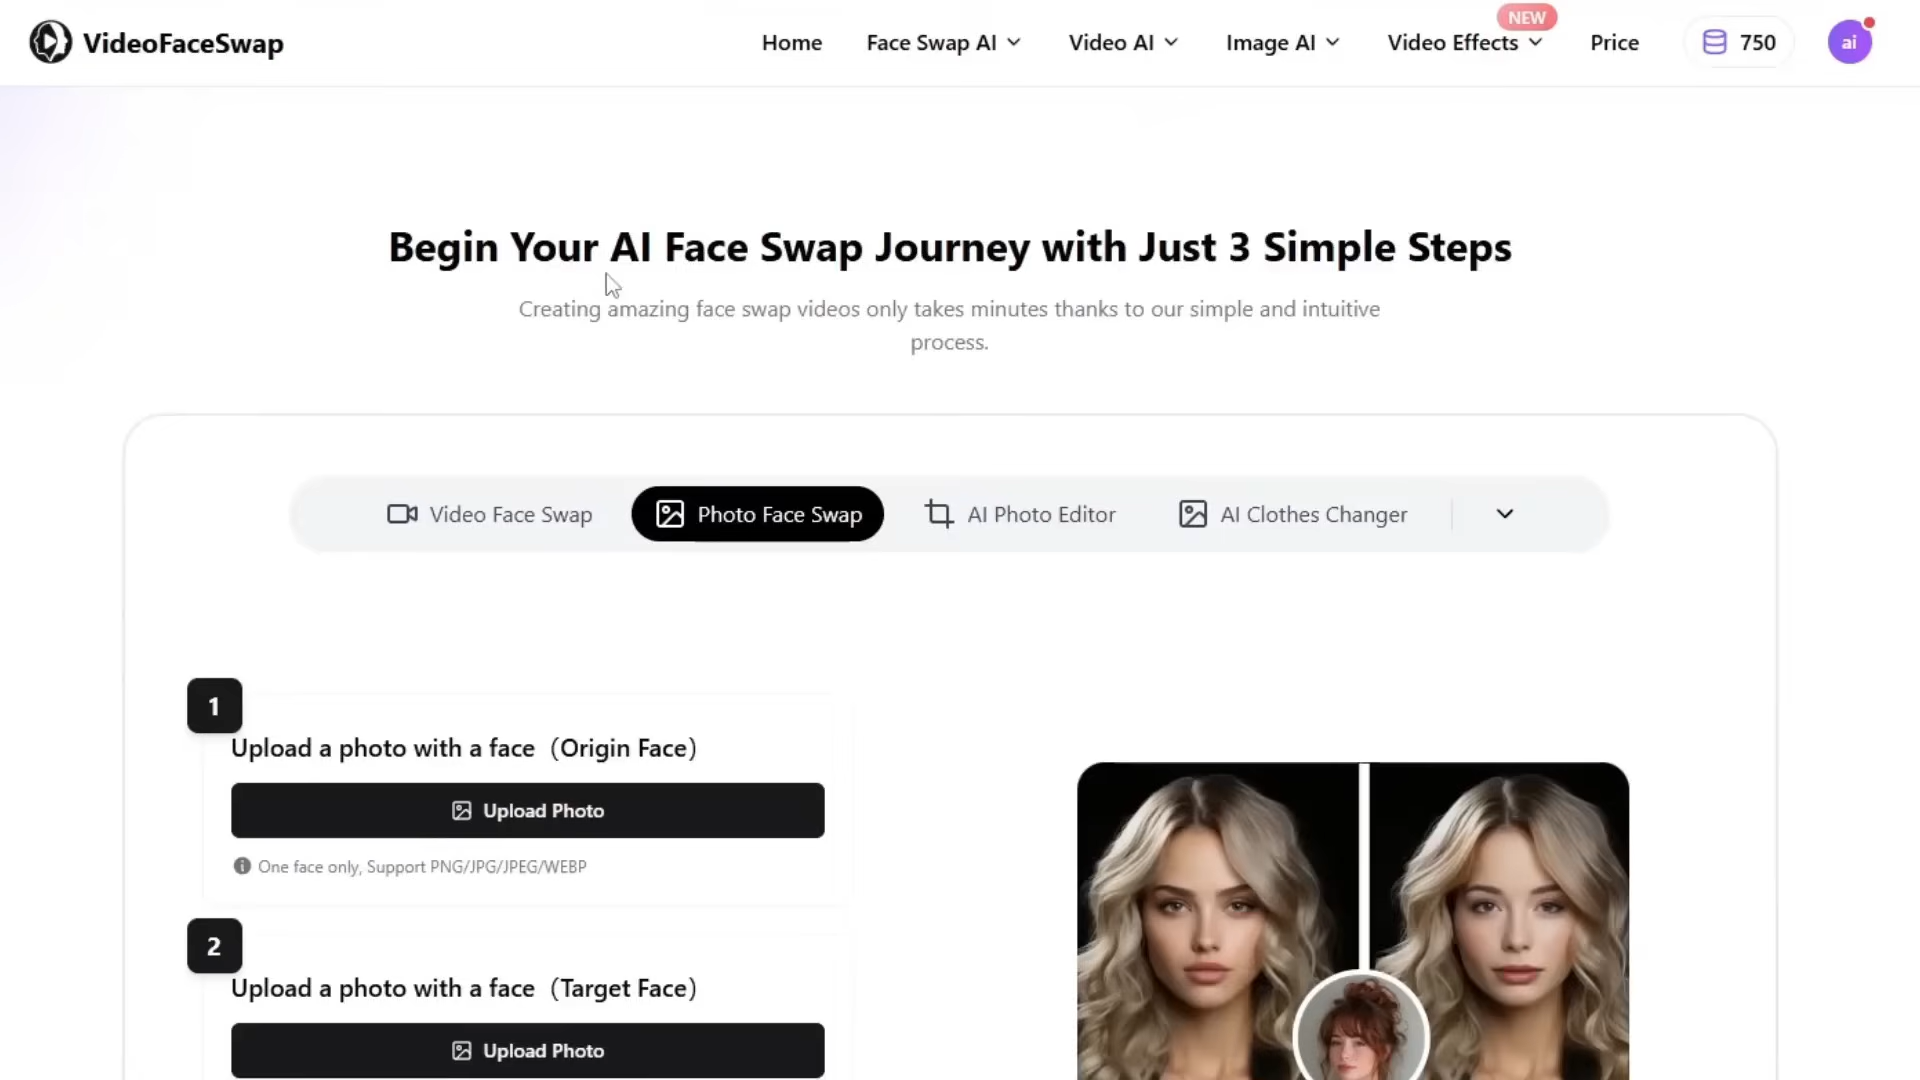 VideoFaceSwap
Home
Face Swap AI
Video AI
Image AI
Video Effects
NEW
Price
750
ai
Begin Your AI Face Swap Journey with Just 3 Simple Steps
Creating amazing face swap videos only takes minutes thanks to our simple and intuitive
process.
Video Face Swap
Photo Face Swap
AI Photo Editor
AI Clothes Changer
1
Upload a photo with a face（Origin Face）
Upload Photo
One face only, Support PNG/JPG/JPEG/WEBP
2
Upload a photo with a face（Target Face）
Upload Photo